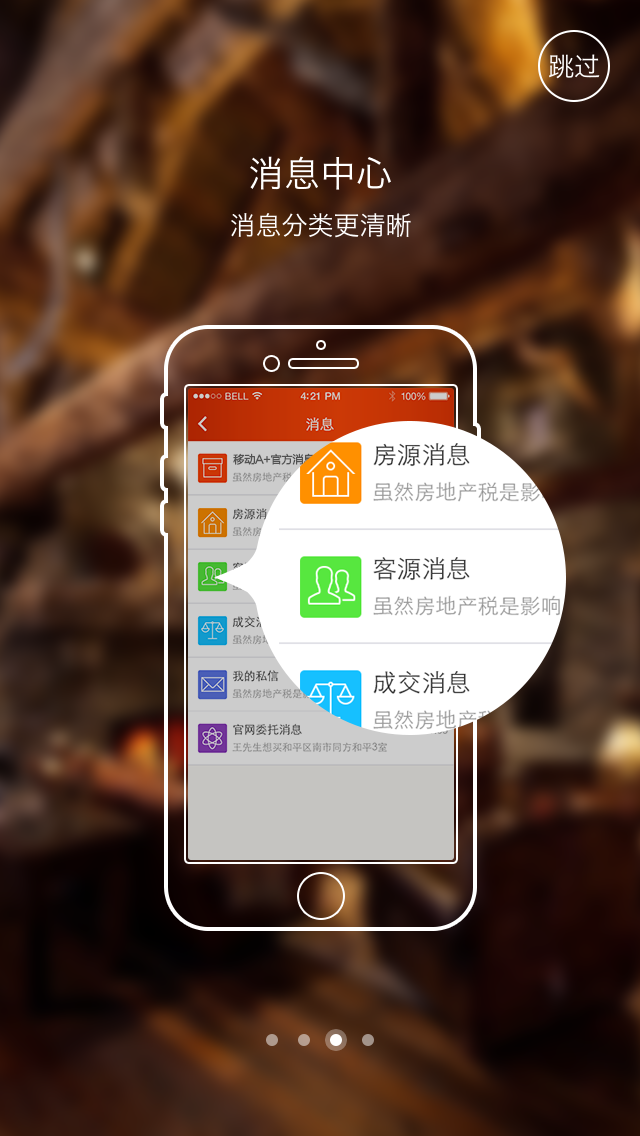 跳过
消息中心
消息分类更清晰
BELL 4:21 PM 100%
消息
移动A+官方消息
虽然房地产税
房源消
虽然房
成交
虽然房地
我的私信
虽然房地产税是
官网委托消息
王先生想买和平区南市同方和平3室
房源消息
虽然房地产税是影
客源消息
虽然房地产税是影响
成交消息
虽然房地产税